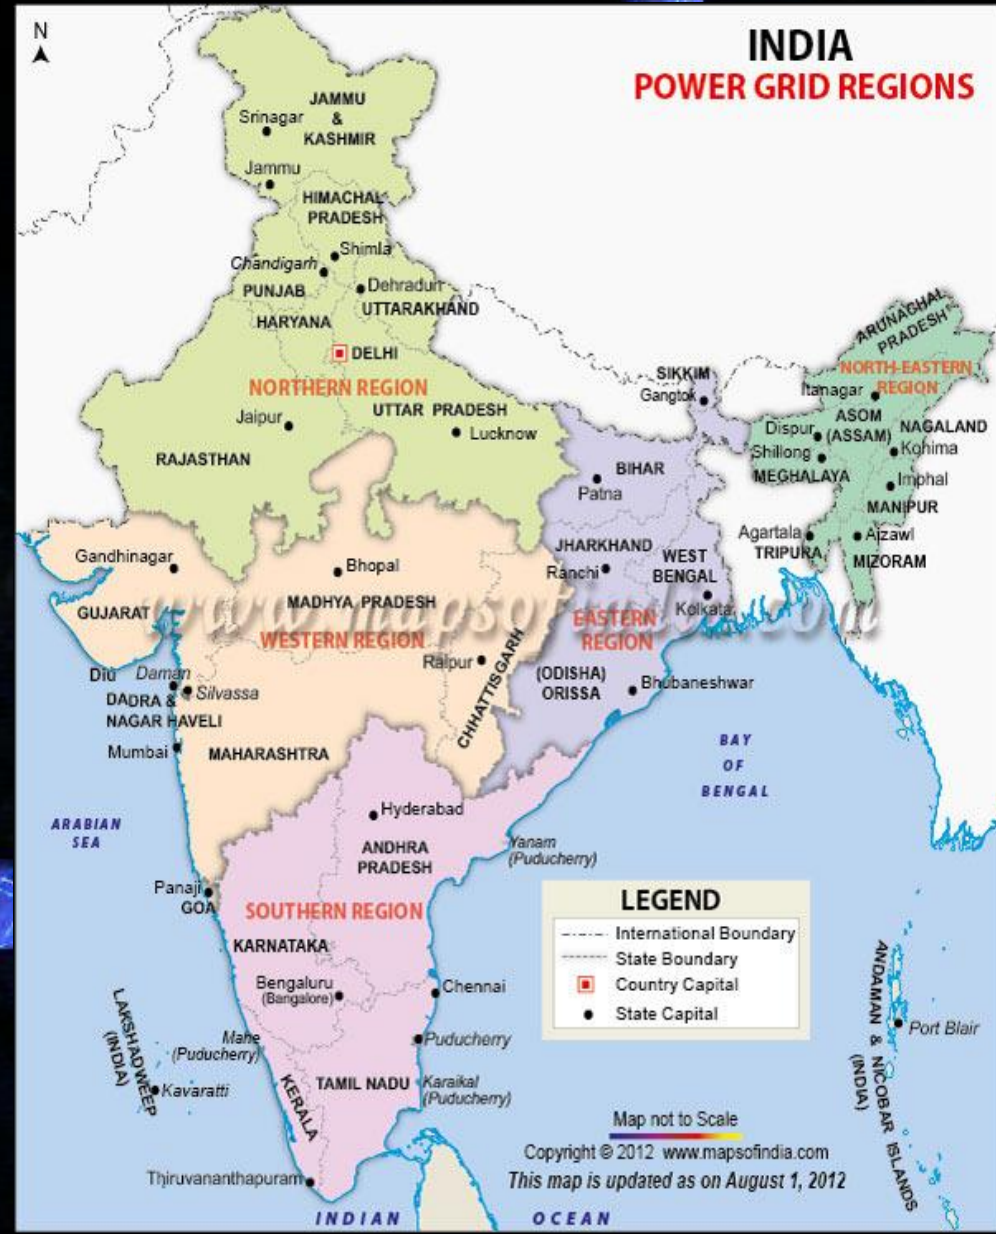 N
INDIA
POWER GRID REGIONS
JAMMU
&
KASHMIR
Srinagar
Jammu
HIMACHAL
PRADESH
Shimla
Chandigarh
PUNJAB
Dehradun
UTTARAKHAND
HARYANA
DELHI
NORTHERN REGION
UTTAR PRADESH
Jaipur
Lucknow
RAJASTHAN
SIKKIM
Gangtok
ARUNACHAL
PRADESH
NORTH-EASTERN
REGION
Itanagar
ASOM
(ASSAM)
Dispur
NAGALAND
Shillong
Kohima
MEGHALAYA
Imphal
MANIPUR
Agartala
Aizawl
TRIPURA
MIZORAM
BIHAR
Patna
JHARKHAND
WEST
BENGAL
Ranchi
Kolkata
EASTERN
REGION
(ODISHA)
ORISSA
Bhubaneshwar
Gandhinagar
Bhopal
GUJARAT
MADHYA PRADESH
www.mapsofindia.com
WESTERN REGION
Raipur
CHHATTISGARH
Diu
Daman
Silvassa
DADRA &
NAGAR HAVELI
Mumbai
MAHARASHTRA
BAY
OF
BENGAL
ARABIAN
SEA
Hyderabad
ANDHRA
PRADESH
Yanam
(Puducherry)
Panaji
GOA
SOUTHERN REGION
KARNATAKA
Bengaluru
(Bangalore)
Chennai
Mahe
(Puducherry)
Puducherry
TAMIL NADU
Karaikal
(Puducherry)
KERALA
LAKSHADWEEP
(INDIA)
Kavaratti
Thiruvananthapuram
LEGEND
International Boundary
State Boundary
Country Capital
State Capital
ANDAMAN & NICOBAR ISLANDS
(INDIA)
Port Blair
Map not to Scale
Copyright © 2012 www.mapsofindia.com
This map is updated as on August 1, 2012
INDIAN OCEAN